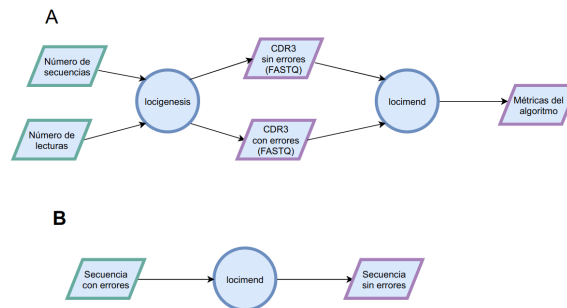 A
Número de
secuencias
Número de
lecturas
locigenesis
CDR3
sin errores
(FASTQ)
CDR3
con errores
(FASTQ)
locimend
Métricas del
algoritmo
B
Secuencia
con errores
locimend
Secuencia
sin errores